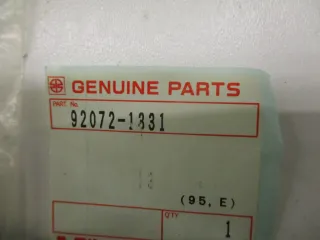 GENUINE PARTS
PART No.
92072-1331
(95, E)
QTY
1